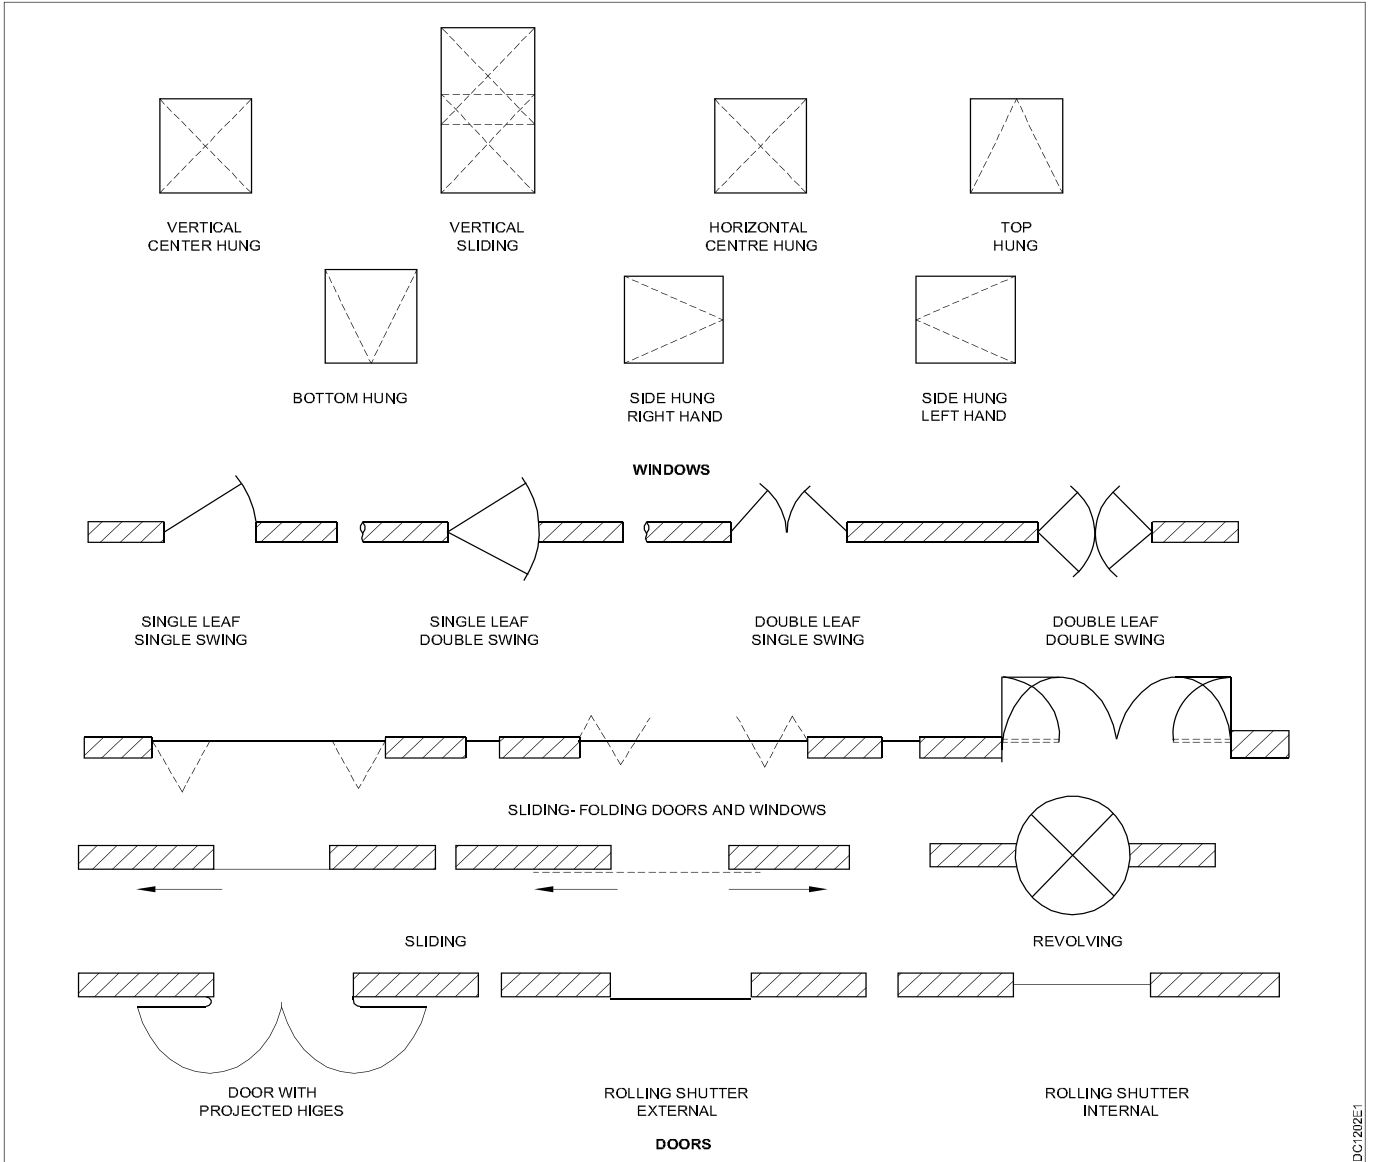 VERTICAL
CENTER HUNG
VERTICAL
SLIDING
HORIZONTAL
CENTRE HUNG
TOP
HUNG
BOTTOM HUNG
SIDE HUNG
RIGHT HAND
SIDE HUNG
LEFT HAND
WINDOWS
SINGLE LEAF
SINGLE SWING
SINGLE LEAF
DOUBLE SWING
DOUBLE LEAF
SINGLE SWING
DOUBLE LEAF
DOUBLE SWING
SLIDING- FOLDING DOORS AND WINDOWS
SLIDING
REVOLVING
DOOR WITH
PROJECTED HIGES
ROLLING SHUTTER
EXTERNAL
ROLLING SHUTTER
INTERNAL
DOORS
DC1202E1